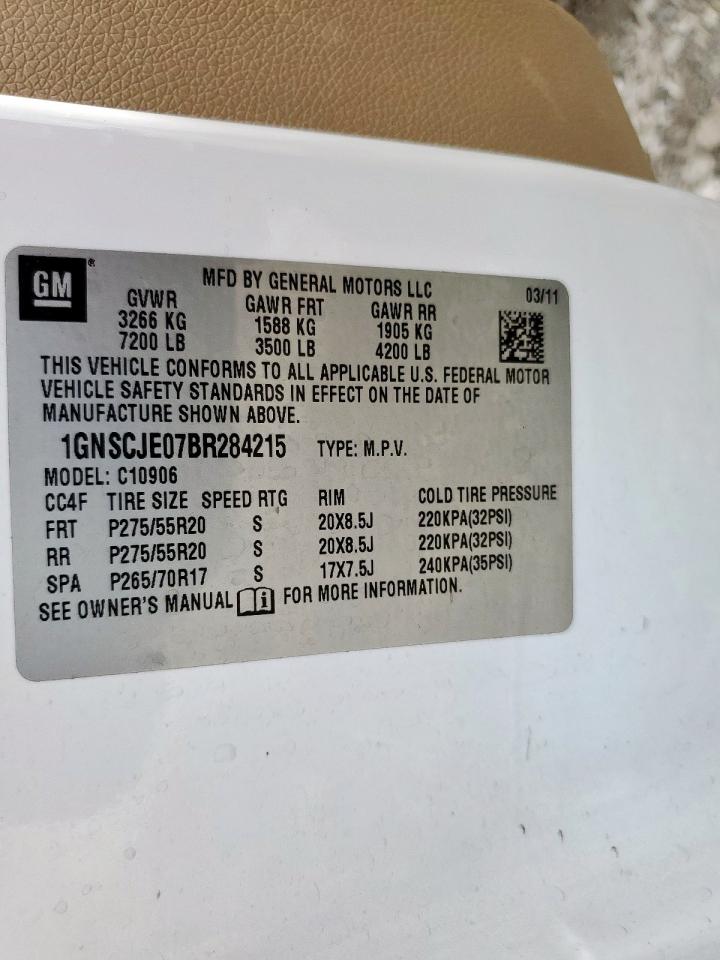 GM®
MFD BY GENERAL MOTORS LLC 03/11
GVWR GAWR FRT GAWR RR
3266 KG 1588 KG 1905 KG
7200 LB 3500 LB 4200 LB
THIS VEHICLE CONFORMS TO ALL APPLICABLE U.S. FEDERAL MOTOR
VEHICLE SAFETY STANDARDS IN EFFECT ON THE DATE OF
MANUFACTURE SHOWN ABOVE.
1GNSCJE07BR284215 TYPE: M.P.V.
MODEL: C10906
CC4F TIRE SIZE SPEED RTG RIM COLD TIRE PRESSURE
FRT P275/55R20 S 20X8.5J 220KPA(32PSI)
RR P275/55R20 S 20X8.5J 220KPA(32PSI)
SPA P265/70R17 S 17X7.5J 240KPA(35PSI)
SEE OWNER'S MANUAL i FOR MORE INFORMATION.